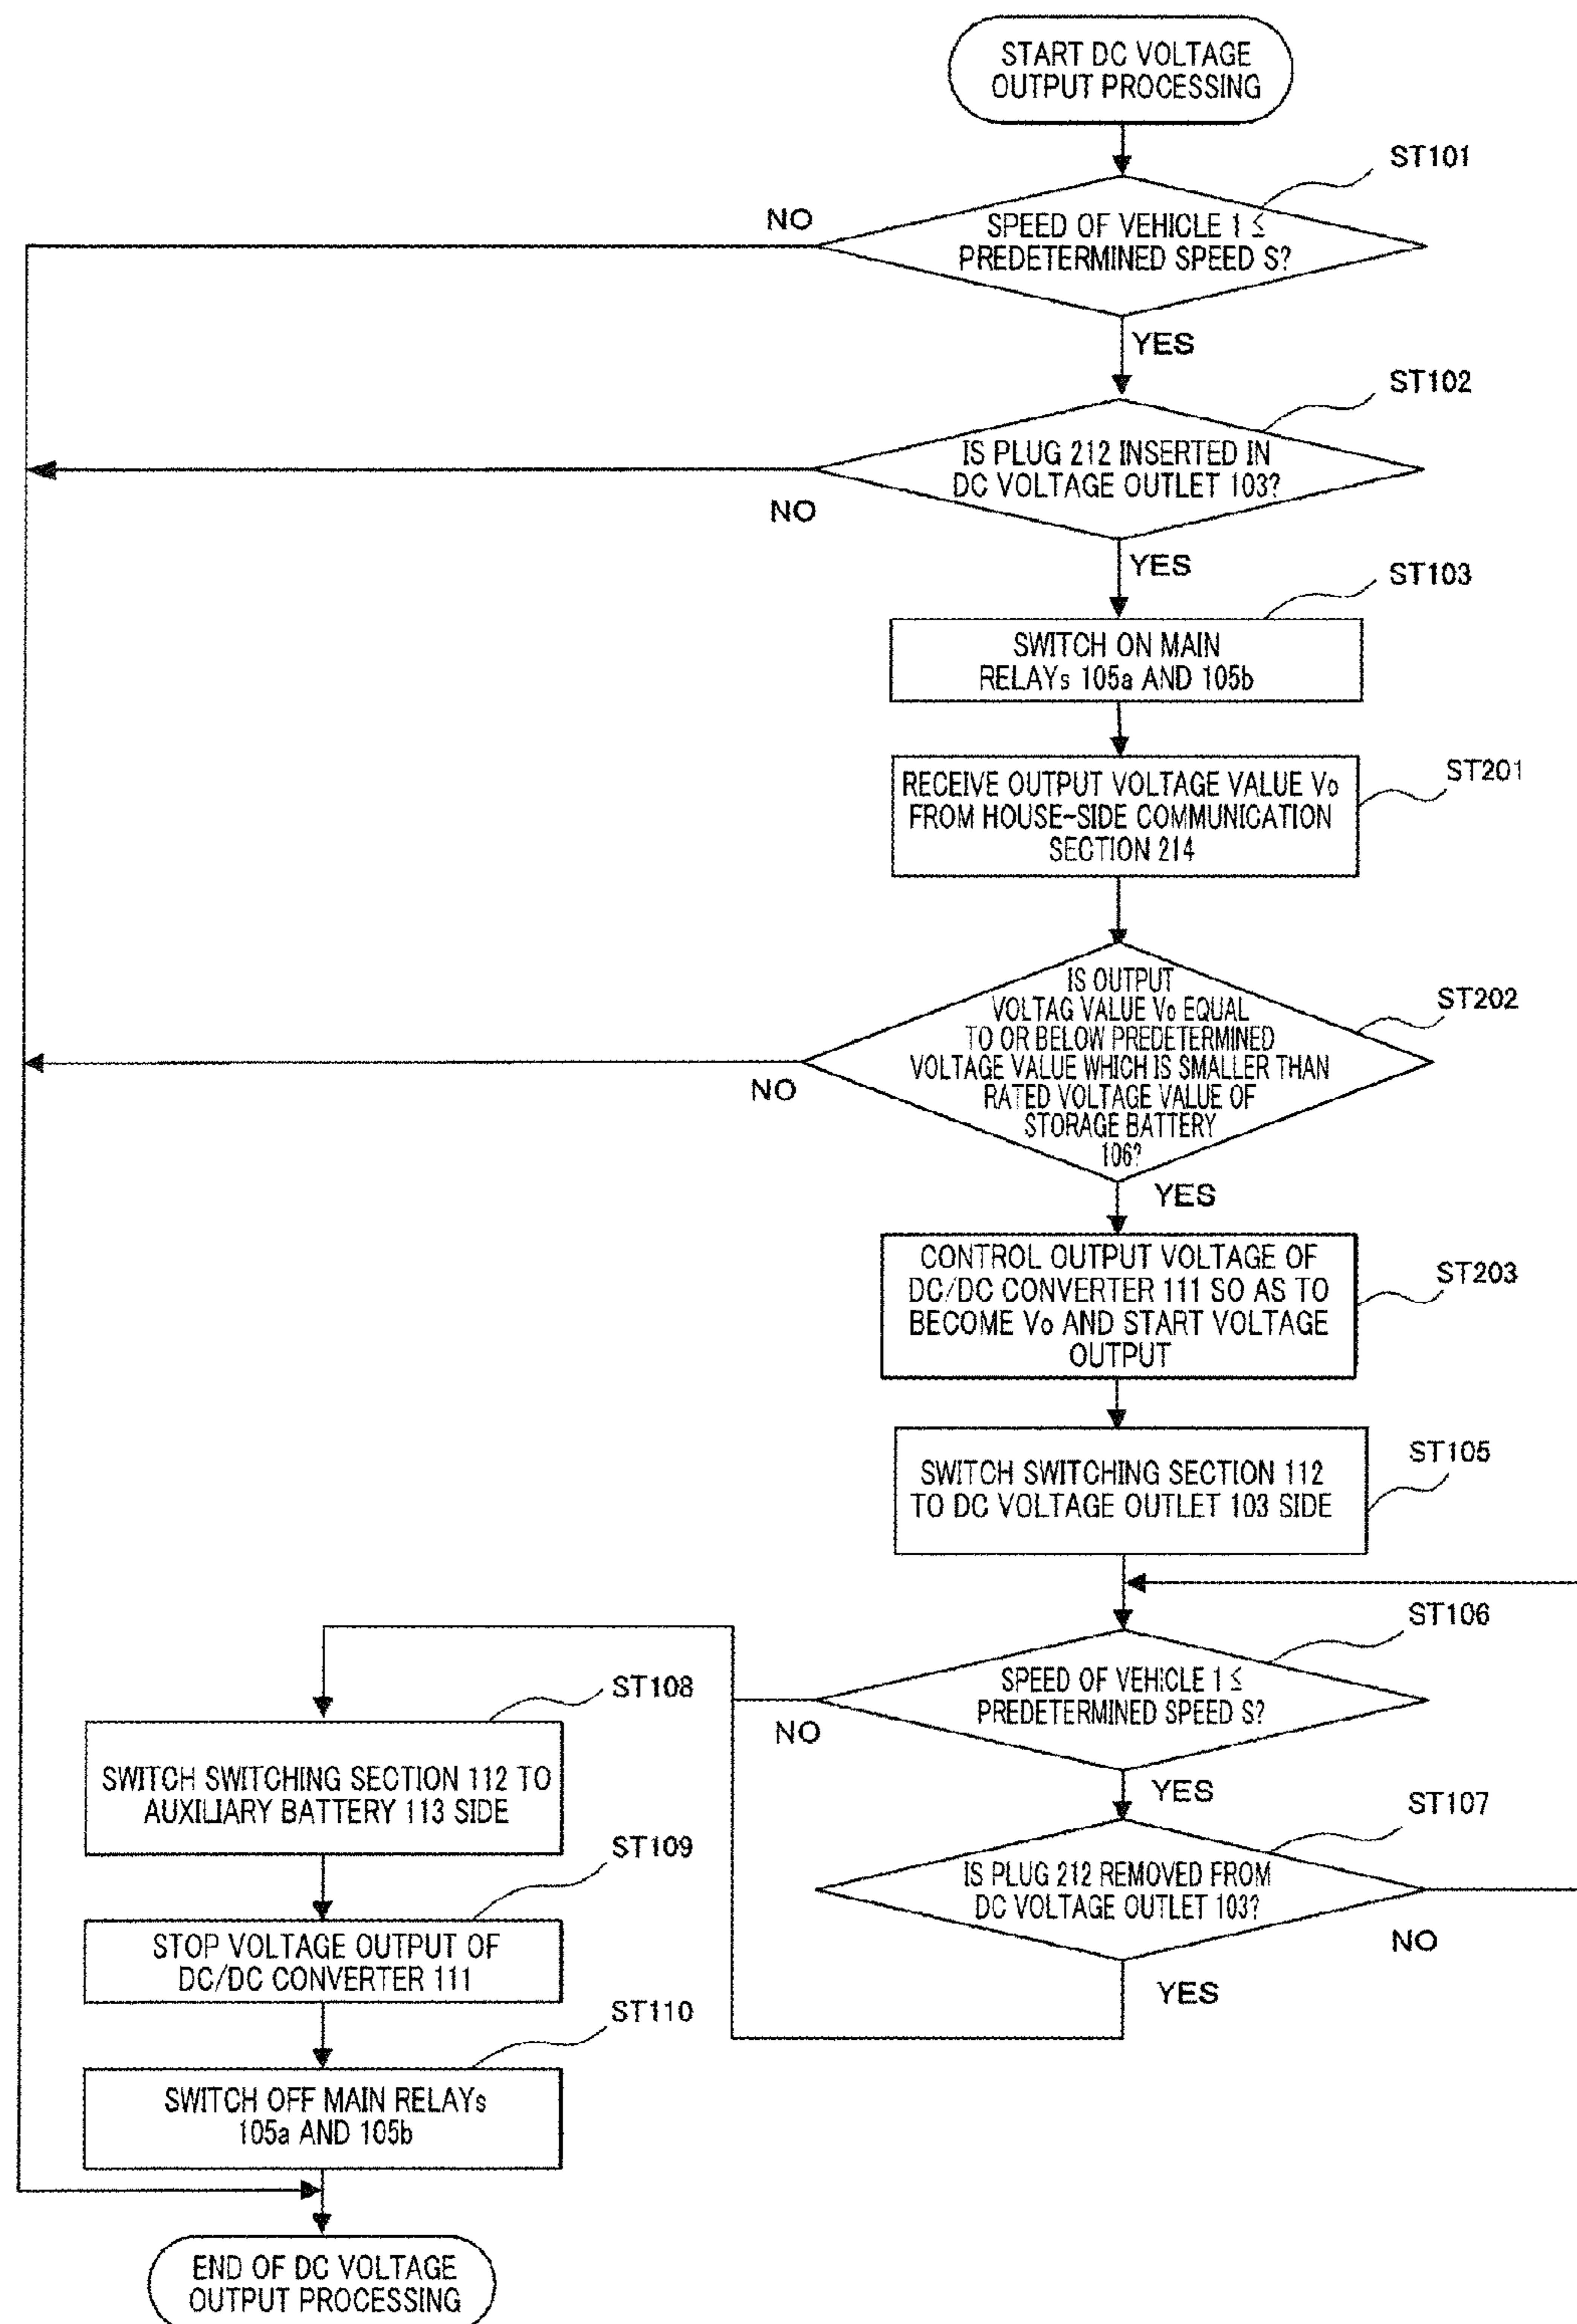 START DC VOLTAGE
OUTPUT PROCESSING
ST101
NO
SPEED OF VEHICLE 1 ≤
PREDETERMINED SPEED S?
YES
ST102
IS PLUG 212 INSERTED IN
DC VOLTAGE OUTLET 103?
NO
YES
ST103
SWITCH ON MAIN
RELAYs 105a AND 105b
ST201
RECEIVE OUTPUT VOLTAGE VALUE Vo
FROM HOUSE-SIDE COMMUNICATION
SECTION 214
ST202
IS OUTPUT
VOLTAG VALUE Vo EQUAL
TO OR BELOW PREDETERMINED
VOLTAGE VALUE WHICH IS SMALLER THAN
RATED VOLTAGE VALUE OF
STORAGE BATTERY
106?
NO
YES
ST203
CONTROL OUTPUT VOLTAGE OF
DC/DC CONVERTER 111 SO AS TO
BECOME Vo AND START VOLTAGE
OUTPUT
ST105
SWITCH SWITCHING SECTION 112
TO DC VOLTAGE OUTLET 103 SIDE
ST106
SPEED OF VEHICLE 1 ≤
PREDETERMINED SPEED S?
NO
YES
ST107
IS PLUG 212 REMOVED FROM
DC VOLTAGE OUTLET 103?
NO
YES
ST108
SWITCH SWITCHING SECTION 112 TO
AUXILIARY BATTERY 113 SIDE
ST109
STOP VOLTAGE OUTPUT OF
DC/DC CONVERTER 111
ST110
SWITCH OFF MAIN RELAYs
105a AND 105b
END OF DC VOLTAGE
OUTPUT PROCESSING